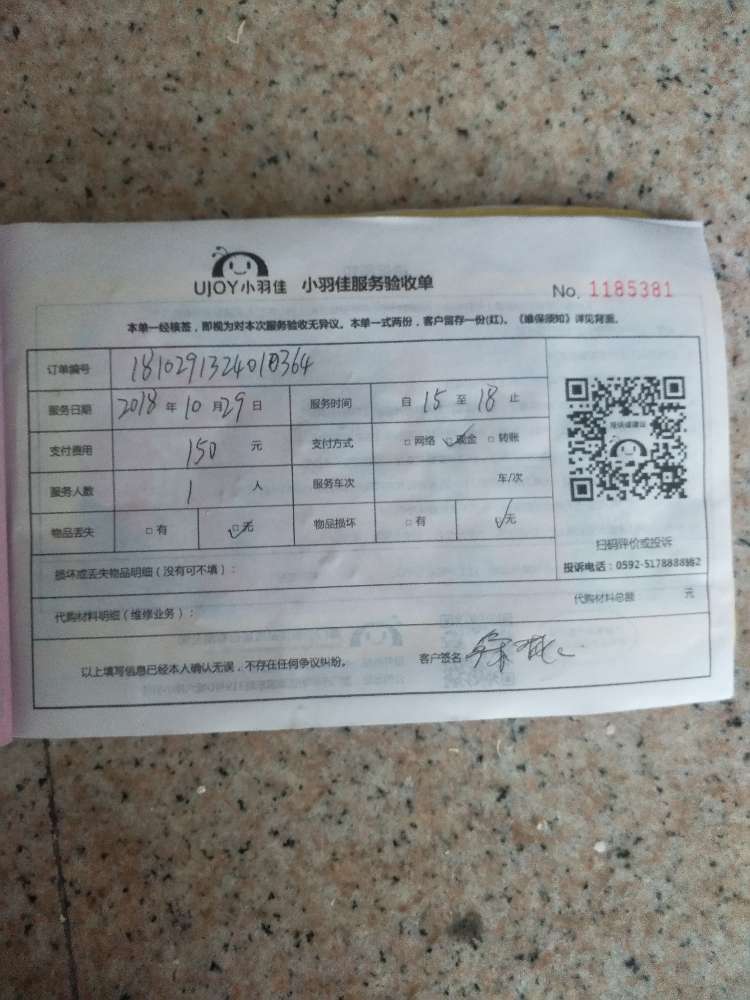 UJOY小羽佳 小羽佳服务验收单 No. 1185381
本单一经核签，即视为对本次服务验收无异议。本单一式两份，客户留存一份(红)。《维保须知》详见背面。
订单编号 1810291324010364
服务日期 2018 年 10 月 29 日 服务时间 自 15 至 18 止
支付费用 150 元 支付方式 □网络 ☑现金 □转账
服务人数 1 人 服务车次 车/次
物品丢失 □有 ☑无 物品损坏 □有 ☑无
扫码评价或投诉
投诉电话：0592-5178888转2
损坏或丢失物品明细（没有可不填）：
代购材料明细（维修业务）： 代购材料总额 元
以上填写信息已经本人确认无误，不存在任何争议纠纷。 客户签名